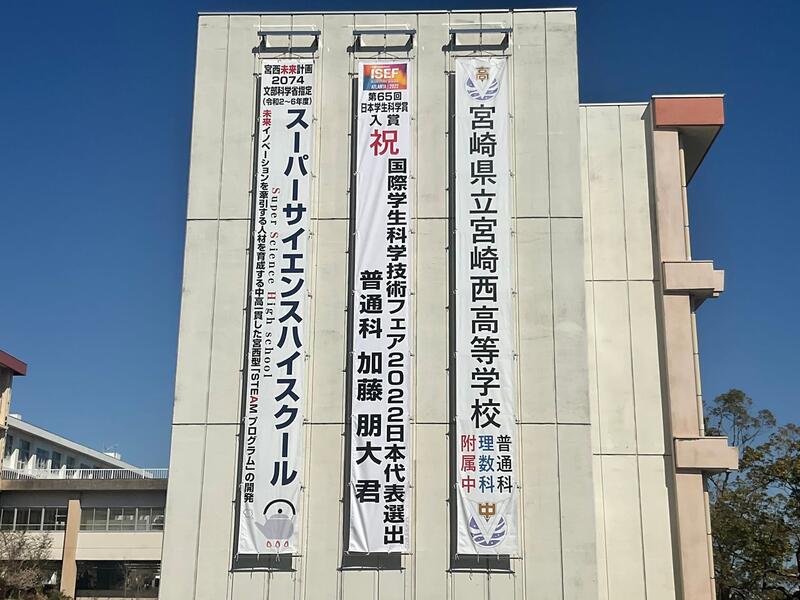 高
宮崎県立宮崎西高等学校
普通科
理数科
附属中
中
ISEF
ATLANTA 2022
第65回
日本学生科学賞
入賞
祝
国際学生科学技術フェア2022日本代表選出
普通科 加藤 朋大 君
宮西未来計画
2074
文部科学省指定
(令和2~6年度)
スーパーサイエンスハイスクール
Super Science High school
未来イノベーションを牽引する人材を育成する中高一貫した宮西型「STEAMプログラム」の開発